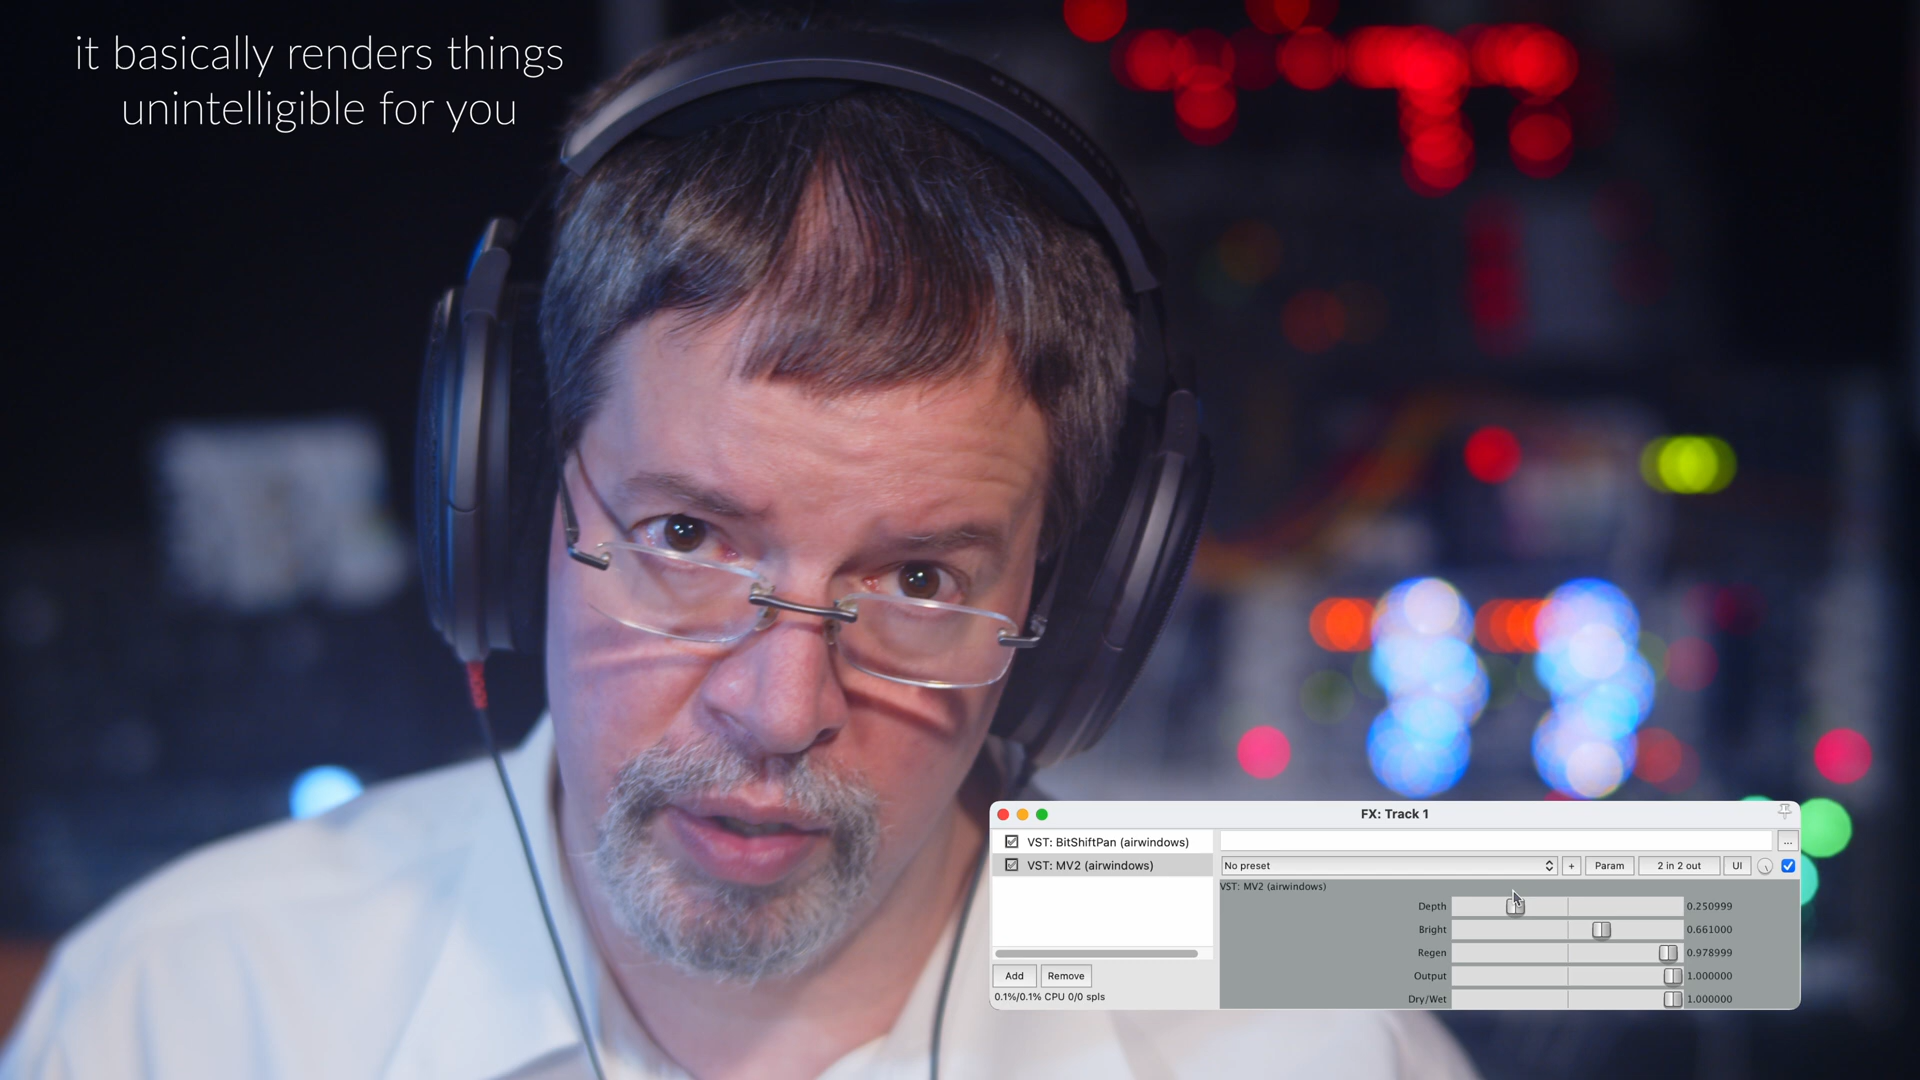 it basically renders things
unintelligible for you
FX: Track 1
VST: BitShiftPan (airwindows)
VST: MV2 (airwindows)
...
No preset
+
Param
2 in 2 out
UI
VST: MV2 (airwindows)
Depth 0.250999
Bright 0.661000
Regen 0.978999
Output 1.000000
Dry/Wet 1.000000
Add
Remove
0.1%/0.1% CPU 0/0 spls